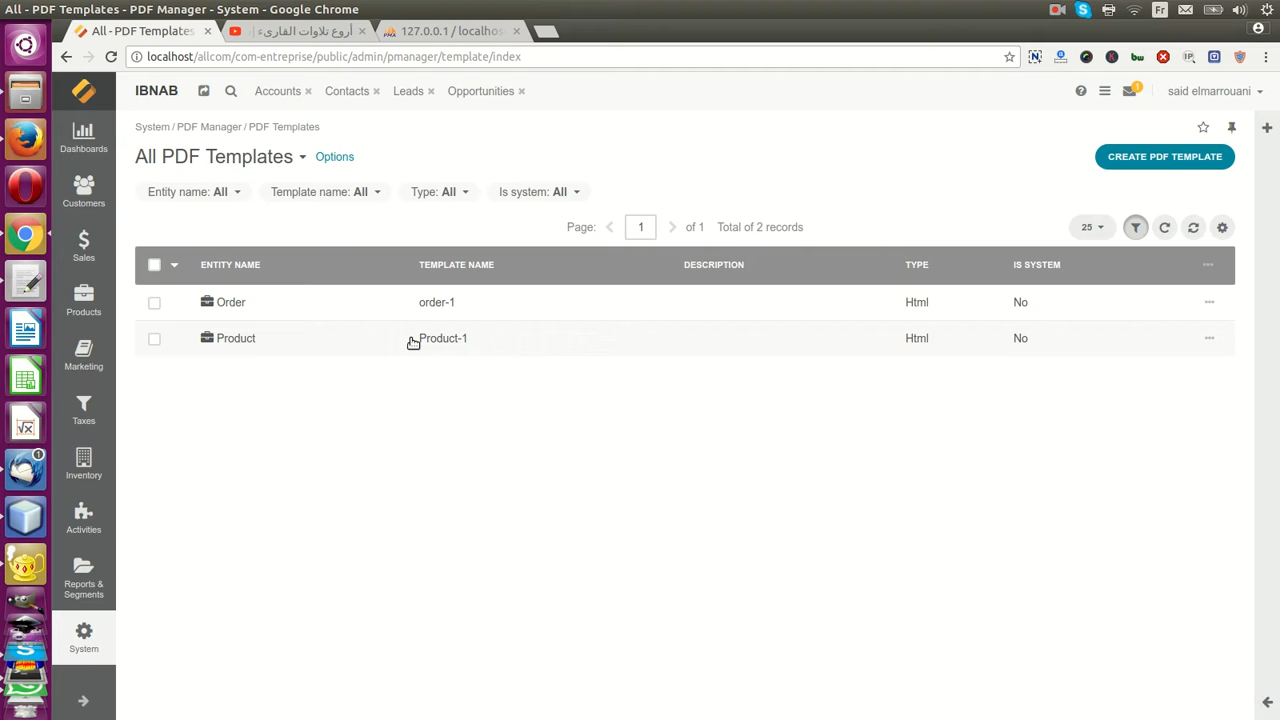 All - PDF Templates - PDF Manager - System - Google Chrome
Fr
All - PDF Templates
أروع تلاوات القارىء
127.0.0.1 / localhos
localhost/allcom/com-entreprise/public/admin/pmanager/template/index
IBNAB
Accounts
Contacts
Leads
Opportunities
1
said elmarrouani
System / PDF Manager / PDF Templates
All PDF Templates
Options
CREATE PDF TEMPLATE
Entity name: All
Template name: All
Type: All
Is system: All
Page:
1
of 1
Total of 2 records
25
ENTITY NAME
TEMPLATE NAME
DESCRIPTION
TYPE
IS SYSTEM
Order
order-1
Html
No
Product
Product-1
Html
No
Dashboards
Customers
Sales
Products
Marketing
Taxes
Inventory
Activities
Reports &
Segments
System